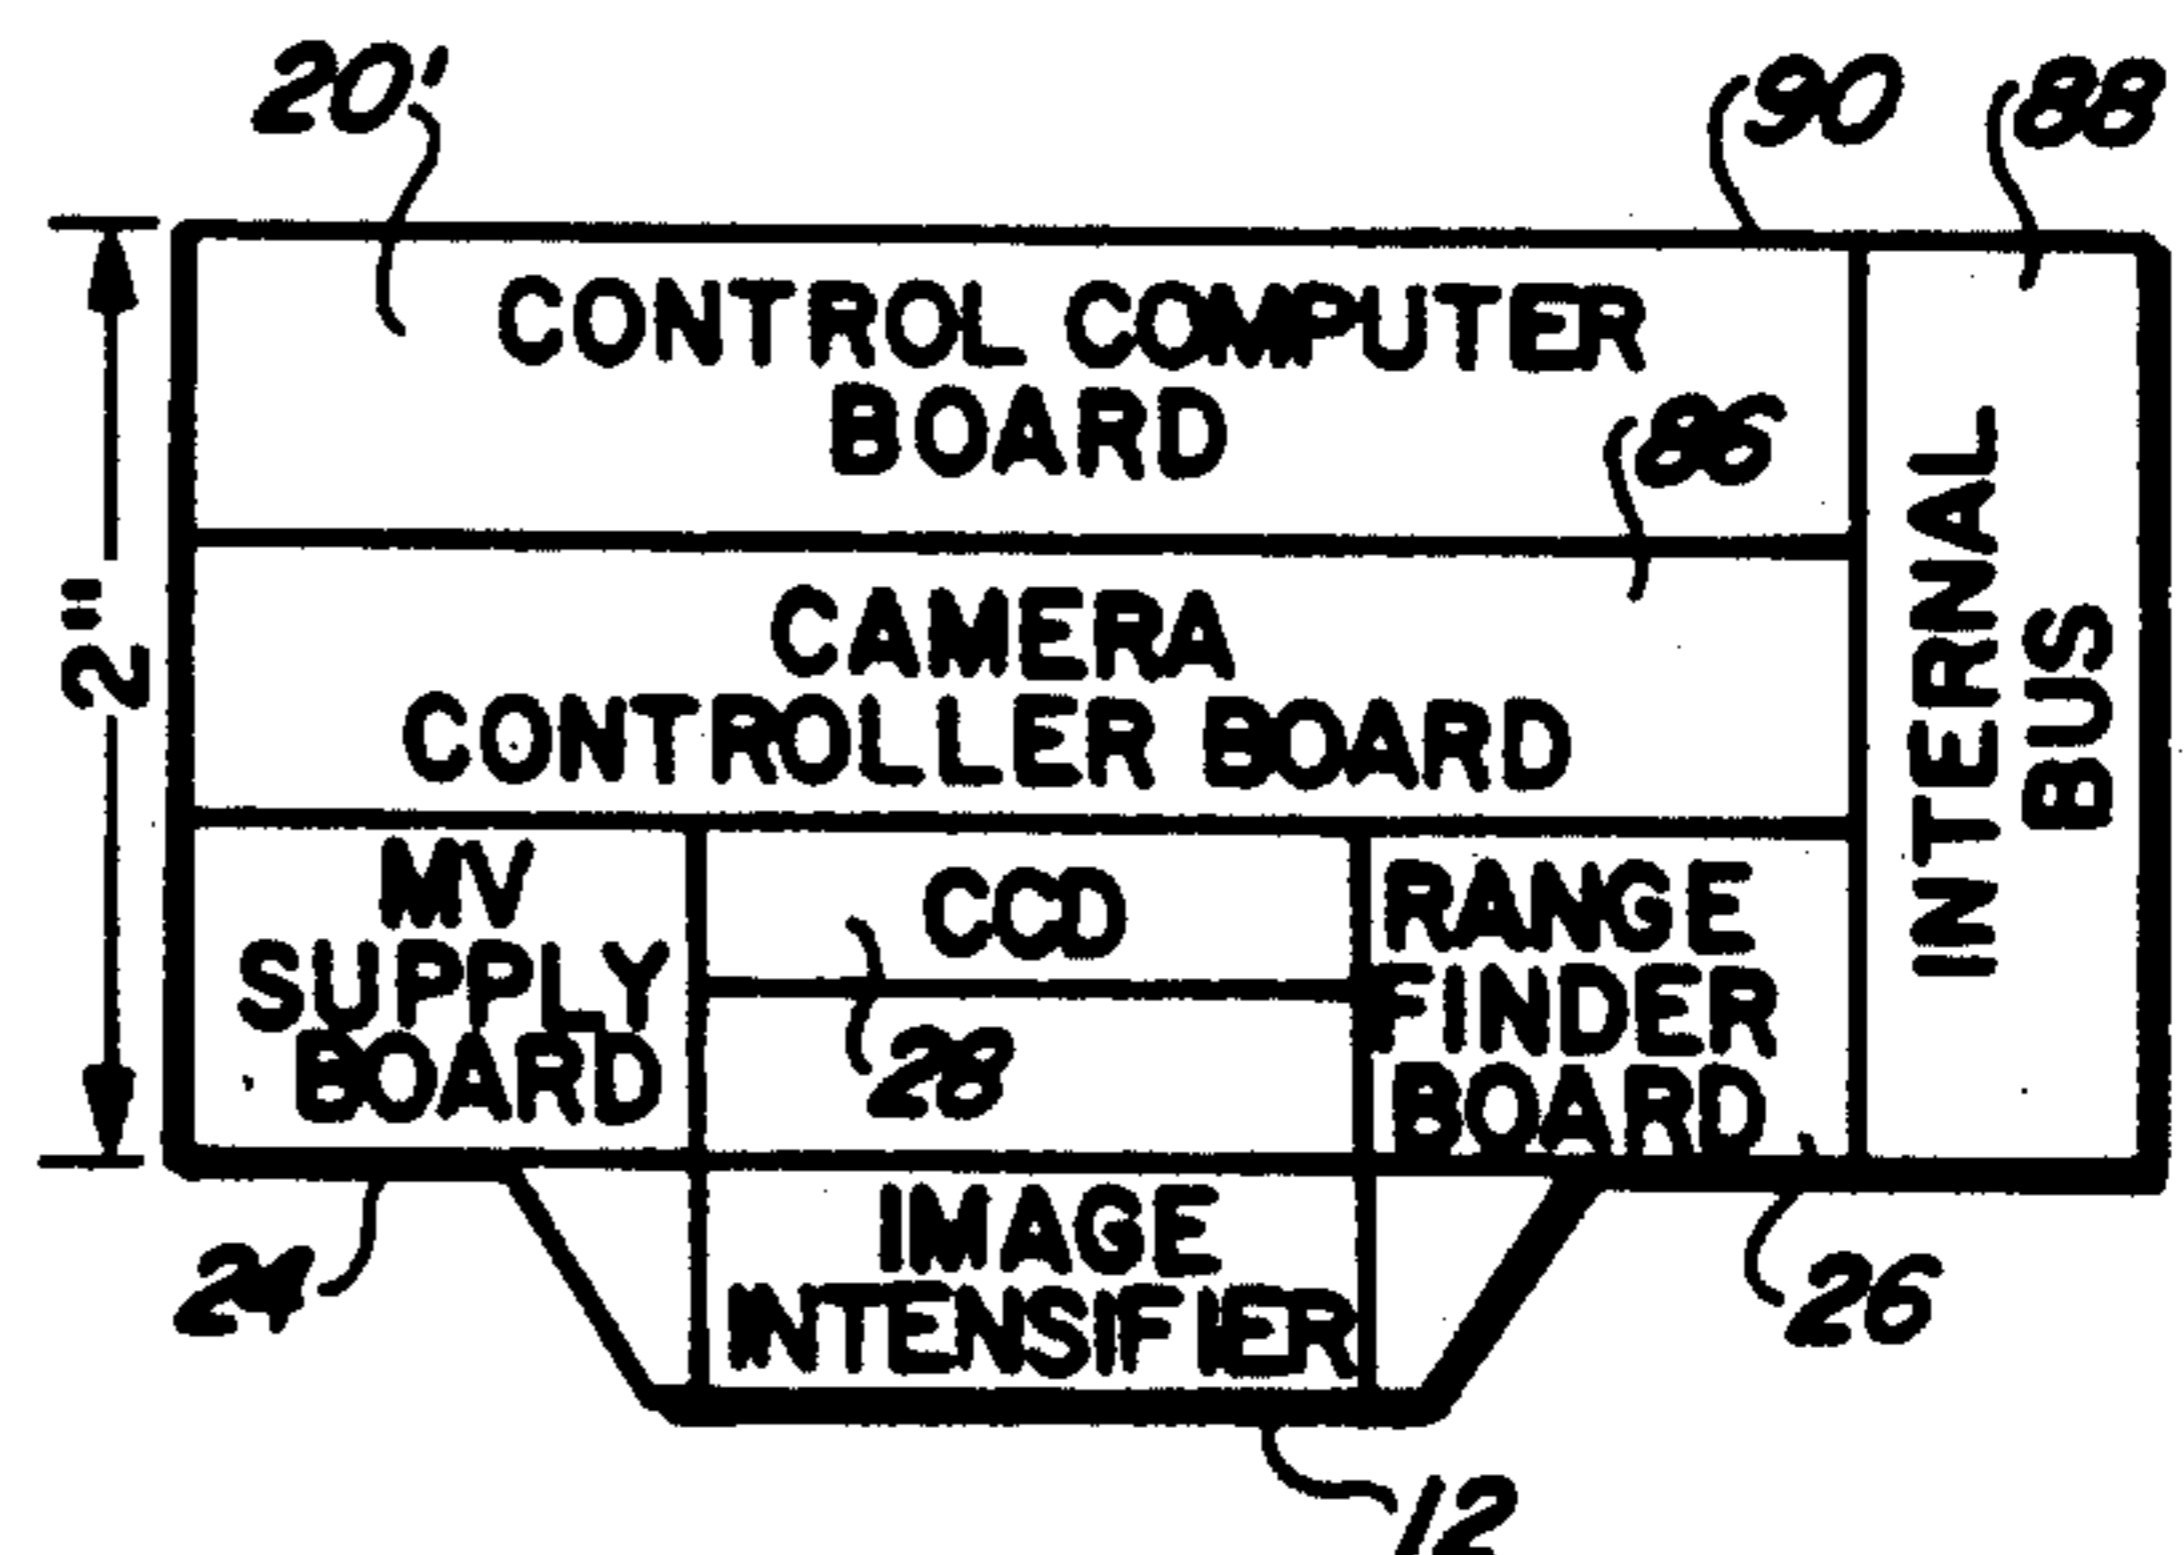 20'
90
88
CONTROL COMPUTER
BOARD
86
2"
CAMERA
CONTROLLER BOARD
INTERNAL
BUS
MV
SUPPLY
BOARD
CCD
28
RANGE
FINDER
BOARD
IMAGE
INTENSIFIER
24
26
12